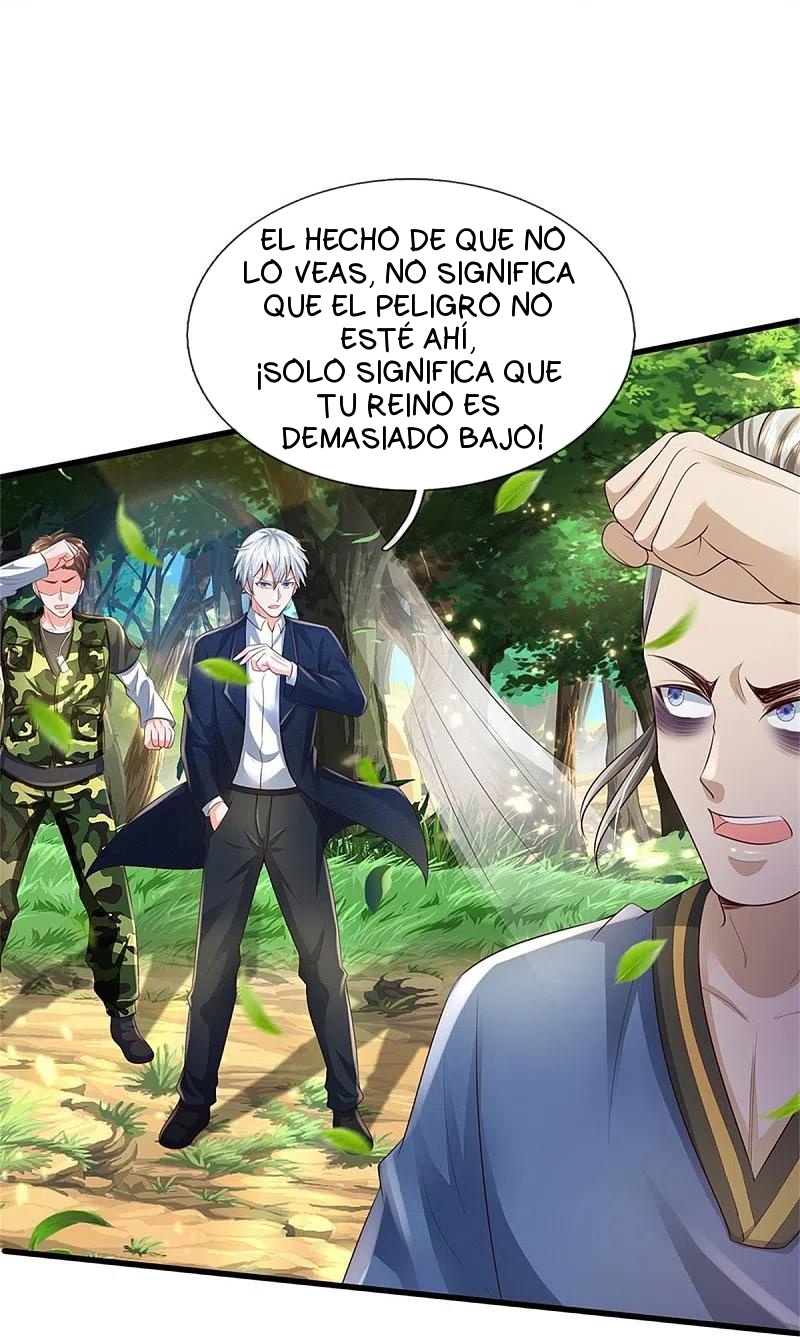 EL HECHO DE QUE NO
LO VEAS, NO SIGNIFICA
QUE EL PELIGRO NO
ESTÉ AHÍ,
¡SOLO SIGNIFICA QUE
TU REINO ES
DEMASIADO BAJO!